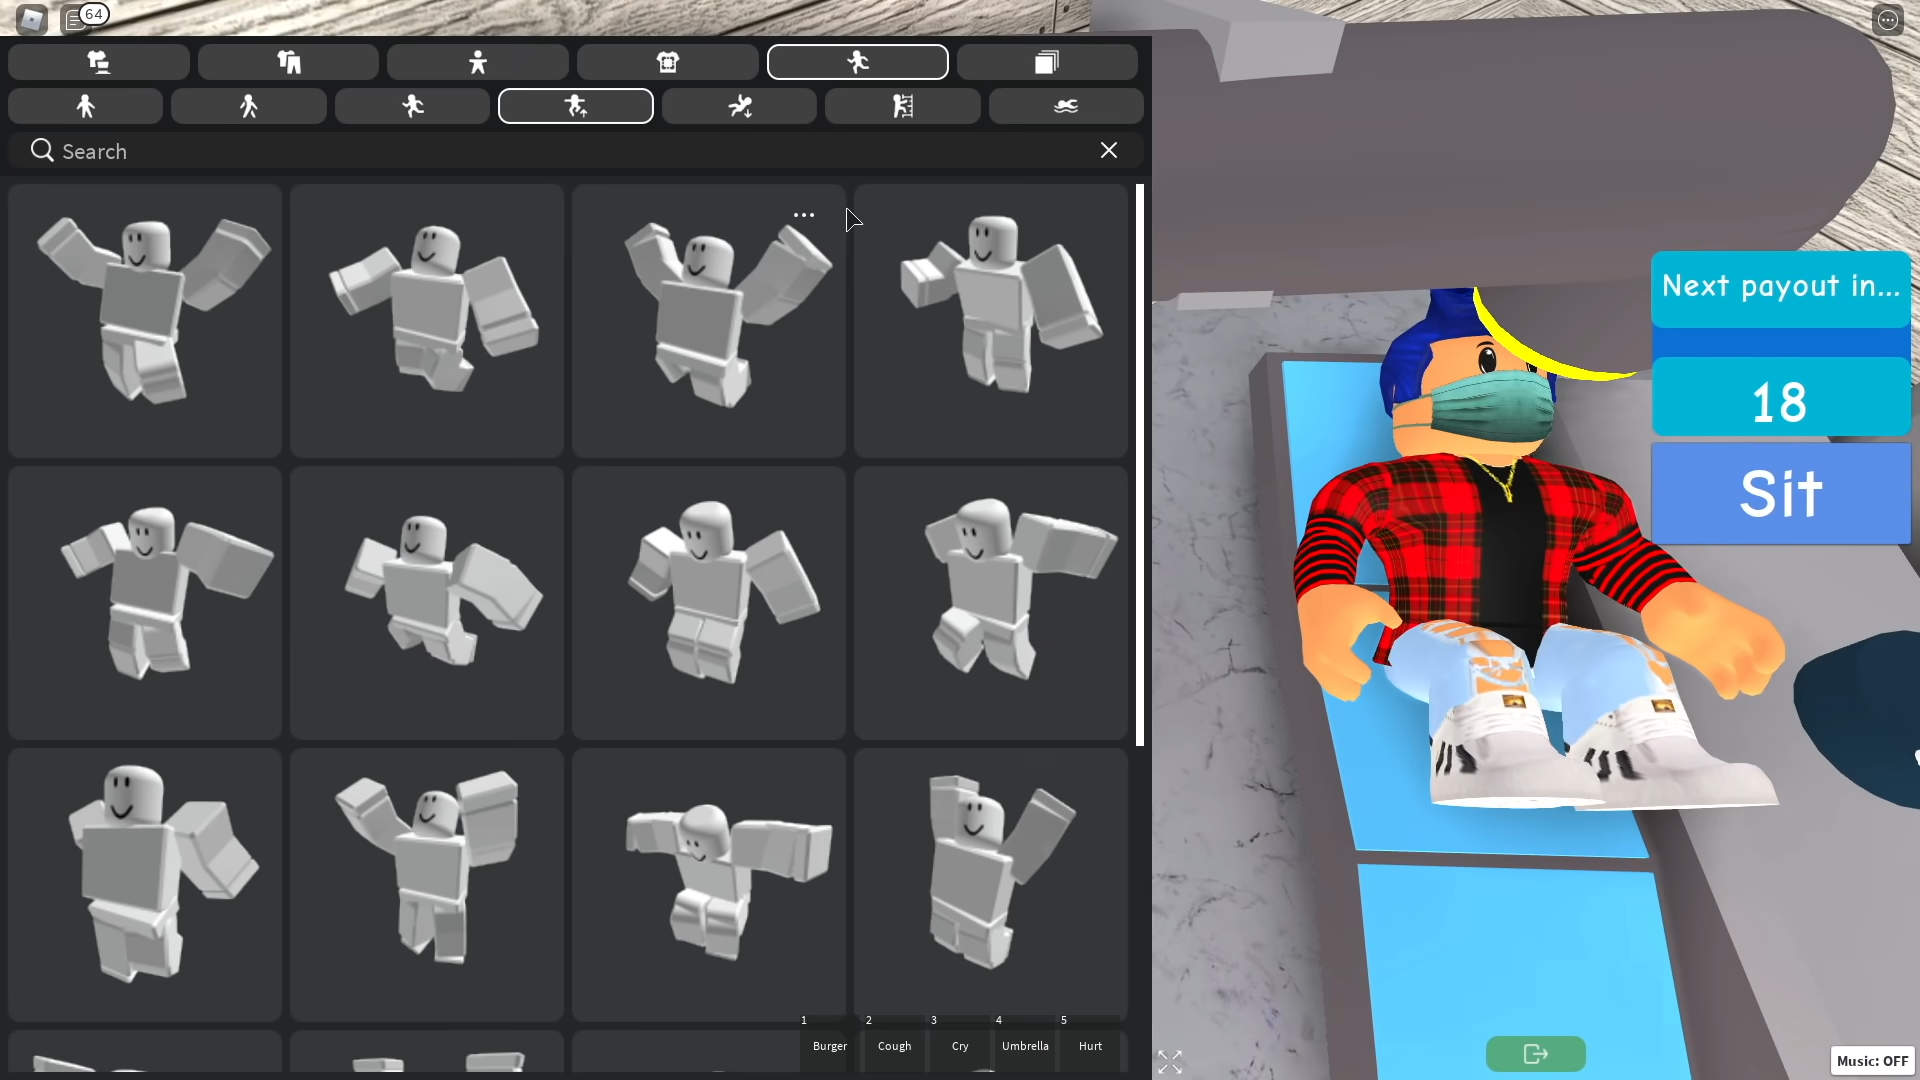 64
Search
Next payout in...
18
Sit
1
Burger
2
Cough
3
Cry
4
Umbrella
5
Hurt
Music: OFF